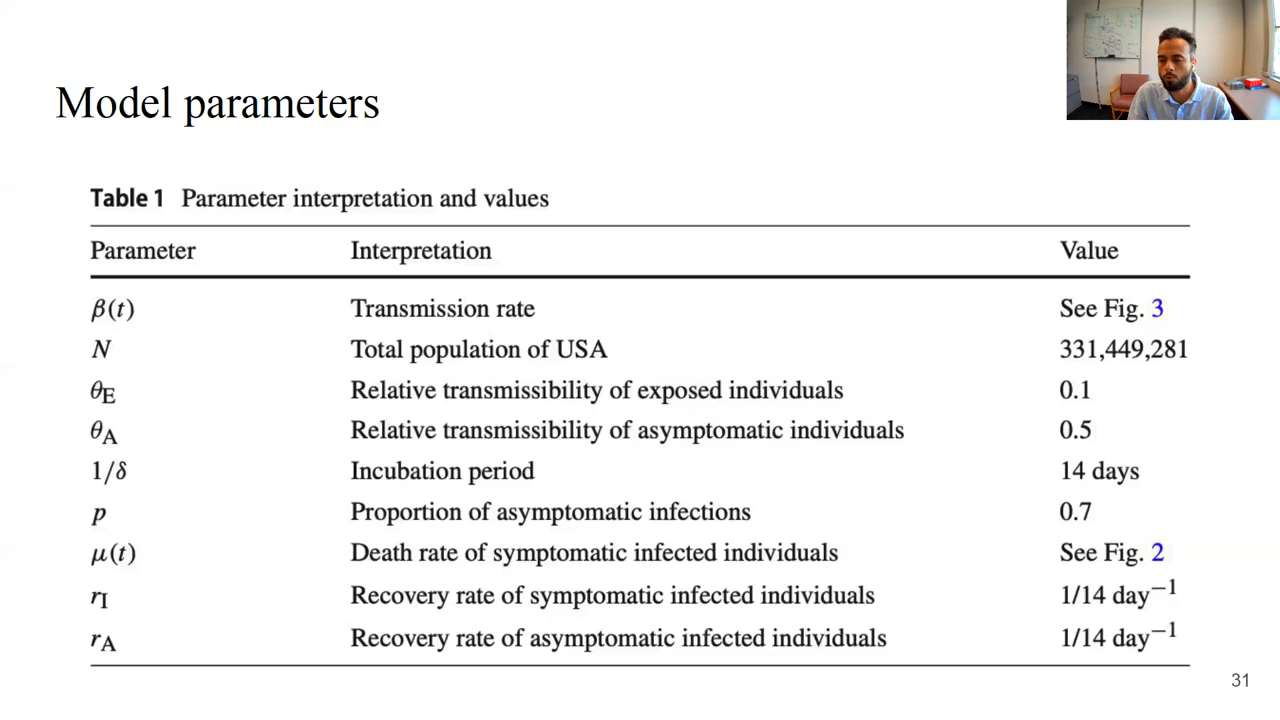 Model parameters
Table 1 Parameter interpretation and values
Parameter Interpretation Value
β(t) Transmission rate See Fig. 3
N Total population of USA 331,449,281
θE Relative transmissibility of exposed individuals 0.1
θA Relative transmissibility of asymptomatic individuals 0.5
1/δ Incubation period 14 days
p Proportion of asymptomatic infections 0.7
μ(t) Death rate of symptomatic infected individuals See Fig. 2
rI Recovery rate of symptomatic infected individuals 1/14 day⁻¹
rA Recovery rate of asymptomatic infected individuals 1/14 day⁻¹
31